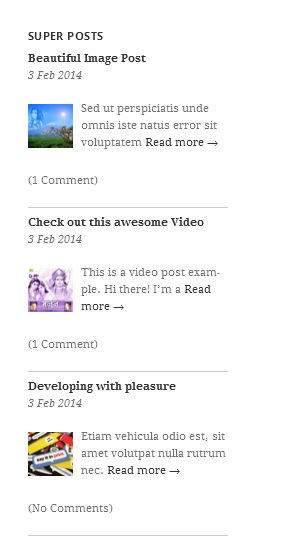 SUPER POSTS
Beautiful Image Post
3 Feb 2014
Sed ut perspiciatis unde
omnis iste natus error sit
voluptatem Read more →
(1 Comment)
Check out this awesome Video
3 Feb 2014
This is a video post exam-
ple. Hi there! I’m a Read
more →
(1 Comment)
Developing with pleasure
3 Feb 2014
Etiam vehicula odio est, sit
amet volutpat nulla rutrum
nec. Read more →
(No Comments)